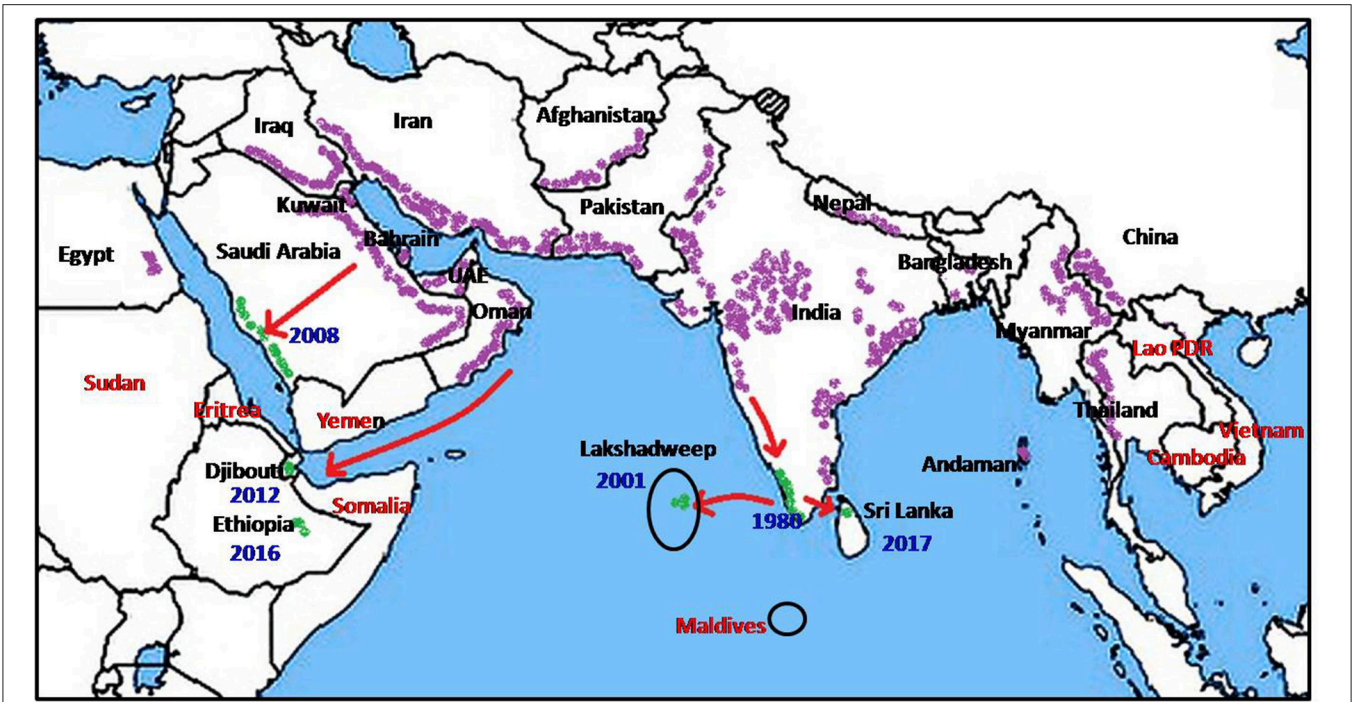 Afghanistan
Iran
Iraq
Kuwait
Pakistan
Nepal
China
Bahrain
Saudi Arabia
Egypt
Bangladesh
UAE
Oman
India
2008
Myanmar
Lao PDR
Sudan
Eritrea
Yemen
Thailand
Vietnam
Lakshadweep
Cambodia
Andaman
Djibouti
2001
2012
Somalia
Sri Lanka
1980
Ethiopia
2017
2016
Maldives